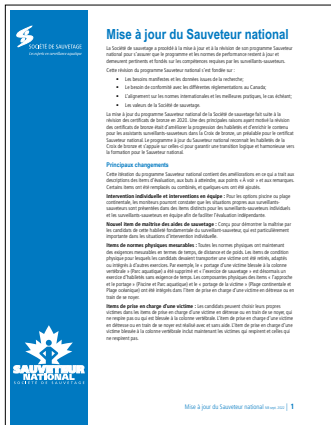 SOCIÉTÉ DE SAUVETAGE
Les experts en surveillance aquatique
Mise à jour du Sauveteur national
La Société de sauvetage a procédé à la mise à jour et à la révision de son programme Sauveteur
national pour s'assurer que le programme et les normes de performance restent à jour et
demeurent pertinents et fondés sur les compétences requises par les surveillants-sauveteurs.
Cette révision du programme Sauveteur national s'est fondée sur :
• Les besoins manifestes et les données issues de la recherche;
• Le besoin de conformité avec les différentes réglementations au Canada;
• L'alignement sur les normes internationales et les meilleures pratiques, le cas échéant;
• Les valeurs de la Société de sauvetage
La mise à jour du programme Sauveteur national de la Société de sauvetage fait suite à la
révision des certificats de bronze en 2020. Une des principales raisons ayant motivé la révision
des certificats de bronze était d'améliorer la progression des habiletés et d'enrichir le contenu
pour les assistants surveillants-sauveteurs dans la Croix de bronze, un préalable pour le certificat
Sauveteur national. Le programme à jour du Sauveteur national reconnaît les habiletés de la
Croix de bronze et s'appuie sur celles-ci pour garantir une transition logique et harmonieuse vers
la formation pour le Sauveteur national.
Principaux changements
Cette itération du programme Sauveteur national contient des améliorations en ce qui a trait aux
descriptions des items d'évaluation, aux buts à atteindre, aux points « À voir » et aux remarques.
Certains items ont été remplacés ou combinés, et quelques-uns ont été ajoutés.
Intervention individuelle et interventions en équipe : Pour les options piscine ou plage
continentale, les moniteurs pourront constater que les situations propres aux surveillants-
sauveteurs sont présentées dans des items distincts pour les surveillants-sauveteurs individuels
et les surveillants-sauveteurs en équipe afin de faciliter l'évaluation indépendante.
Nouvel item de maîtrise des aides de sauvetage : Conçu pour démontrer la maîtrise par
les candidats de cette habileté fondamentale du surveillant-sauveteur, qui est particulièrement
importante dans les situations d'intervention individuelle.
Items de normes physiques mesurables : Toutes les normes physiques ont maintenant
des exigences mesurables en termes de temps, de distance et de poids. Les items de condition
physique pour lesquels les candidats devaient transporter une victime ont été retirés, adaptés
ou intégrés à d'autres exercices. Par exemple, le « portage d'une victime blessée à la colonne
vertébrale » (Parc aquatique) a été supprimé et « l'exercice de sauvetage » est désormais un
exercice d'habiletés sans exigence de temps. Les composantes physiques des items « l'approche
et le portage » (Piscine et Parc aquatique) et « le portage de la victime » (Plage continentale et
Plage océanique) ont été intégrés dans l'item de prise en charge d'une victime en détresse ou en
train de se noyer.
Items de prise en charge d'une victime : Les candidats peuvent choisir leurs propres
victimes dans les items de prise en charge d'une victime en détresse ou en train de se noyer, qui
ne respire pas ou qui est blessée à la colonne vertébrale. L'item de prise en charge d'une victime
en détresse ou en train de se noyer est réalisé avec et sans aides. L'item de prise en charge d'une
victime blessée à la colonne vertébrale inclut maintenant les victimes qui respirent et celles qui
ne respirent pas.
SAUVETEUR
NATIONAL
SOCIÉTÉ DE SAUVETAGE
Mise à jour du Sauveteur national | 1